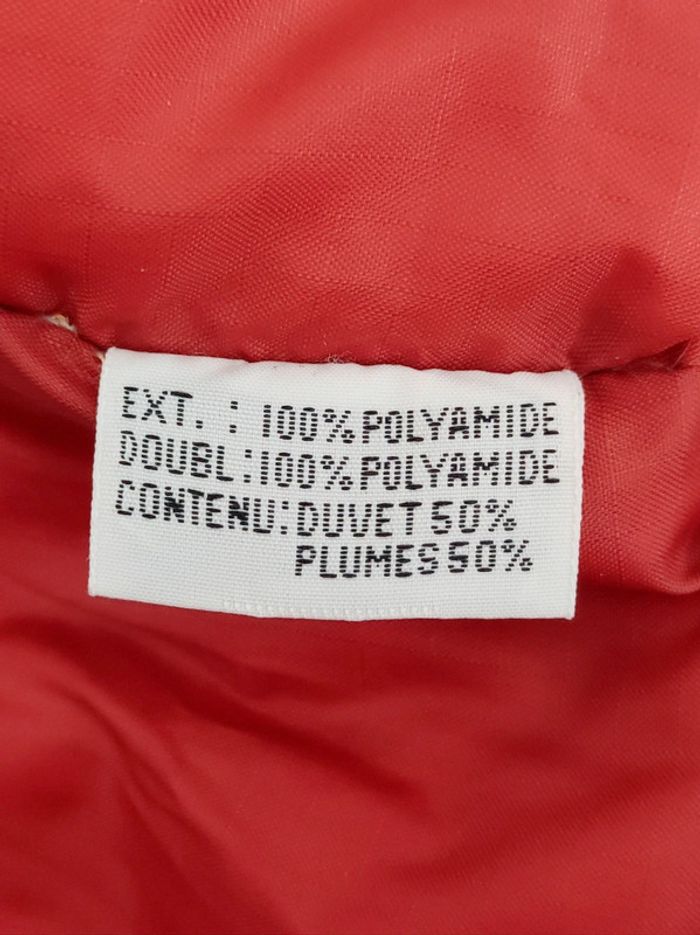 EXT. : 100% POLYAMIDE
DOUBL:100% POLYAMIDE
CONTENU: DUVET 50%
PLUMES 50%